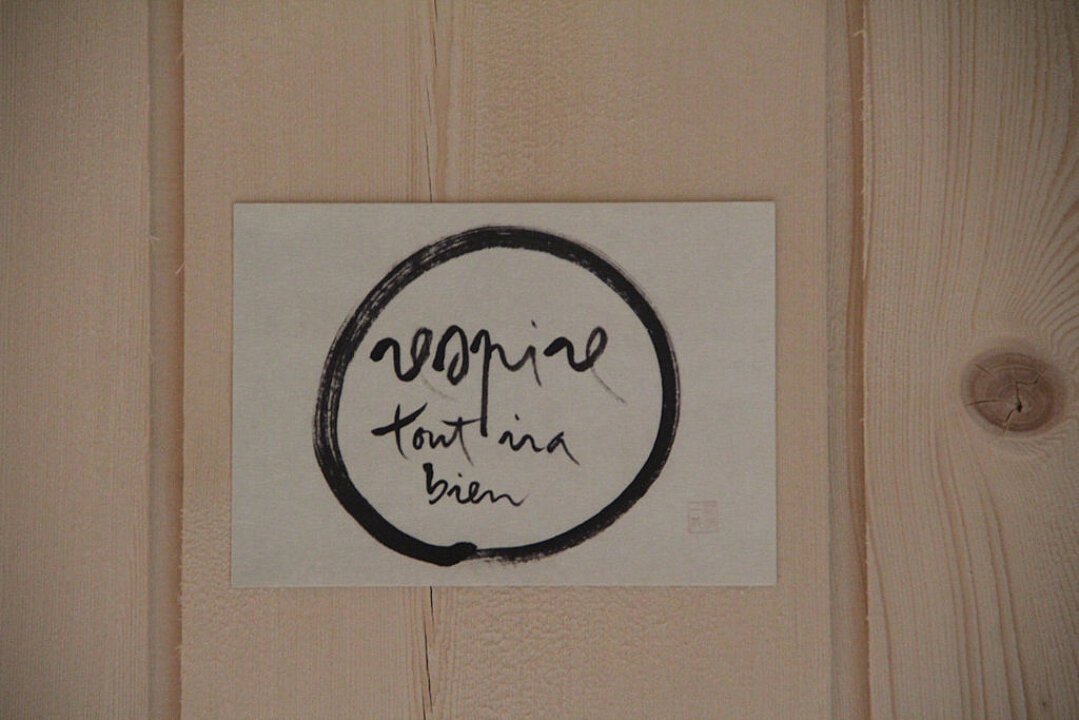 respire
tout ira
bien